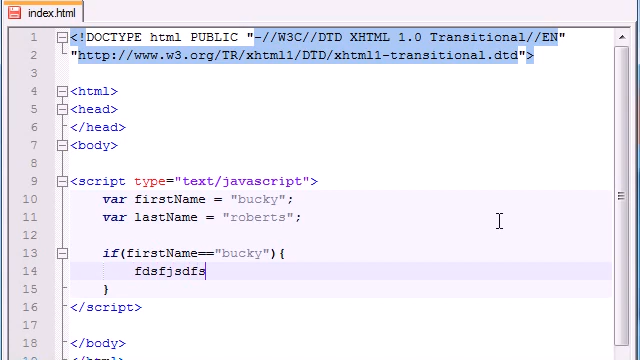 index.html
1 <!DOCTYPE html PUBLIC "-//W3C//DTD XHTML 1.0 Transitional//EN"
2 "http://www.w3.org/TR/xhtml1/DTD/xhtml1-transitional.dtd">
3
4 <html>
5 <head>
6 </head>
7 <body>
8
9 <script type="text/javascript">
10 var firstName = "bucky";
11 var lastName = "roberts";
12
13 if(firstName=="bucky"){
14 fdsfjsdfs
15 }
16 </script>
17
18 </body>
19 </html>